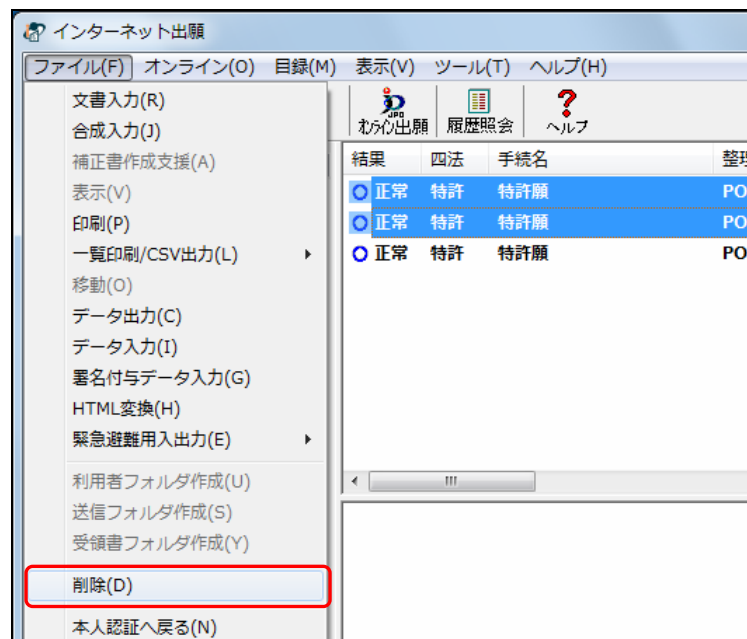 インターネット出願
ファイル(F) オンライン(O) 目録(M) 表示(V) ツール(T) ヘルプ(H)
文書入力(R)
合成入力(J)
補正書作成支援(A)
表示(V)
印刷(P)
一覧印刷/CSV出力(L)
移動(O)
データ出力(C)
データ入力(I)
署名付与データ入力(G)
HTML変換(H)
緊急避難用入出力(E)
利用者フォルダ作成(U)
送信フォルダ作成(S)
受領書フォルダ作成(Y)
削除(D)
本人認証へ戻る(N)
JPO
オンライン出願 履歴照会 ヘルプ
結果 四法 手続名 整理
正常 特許 特許願 PO
正常 特許 特許願 PO
正常 特許 特許願 PO